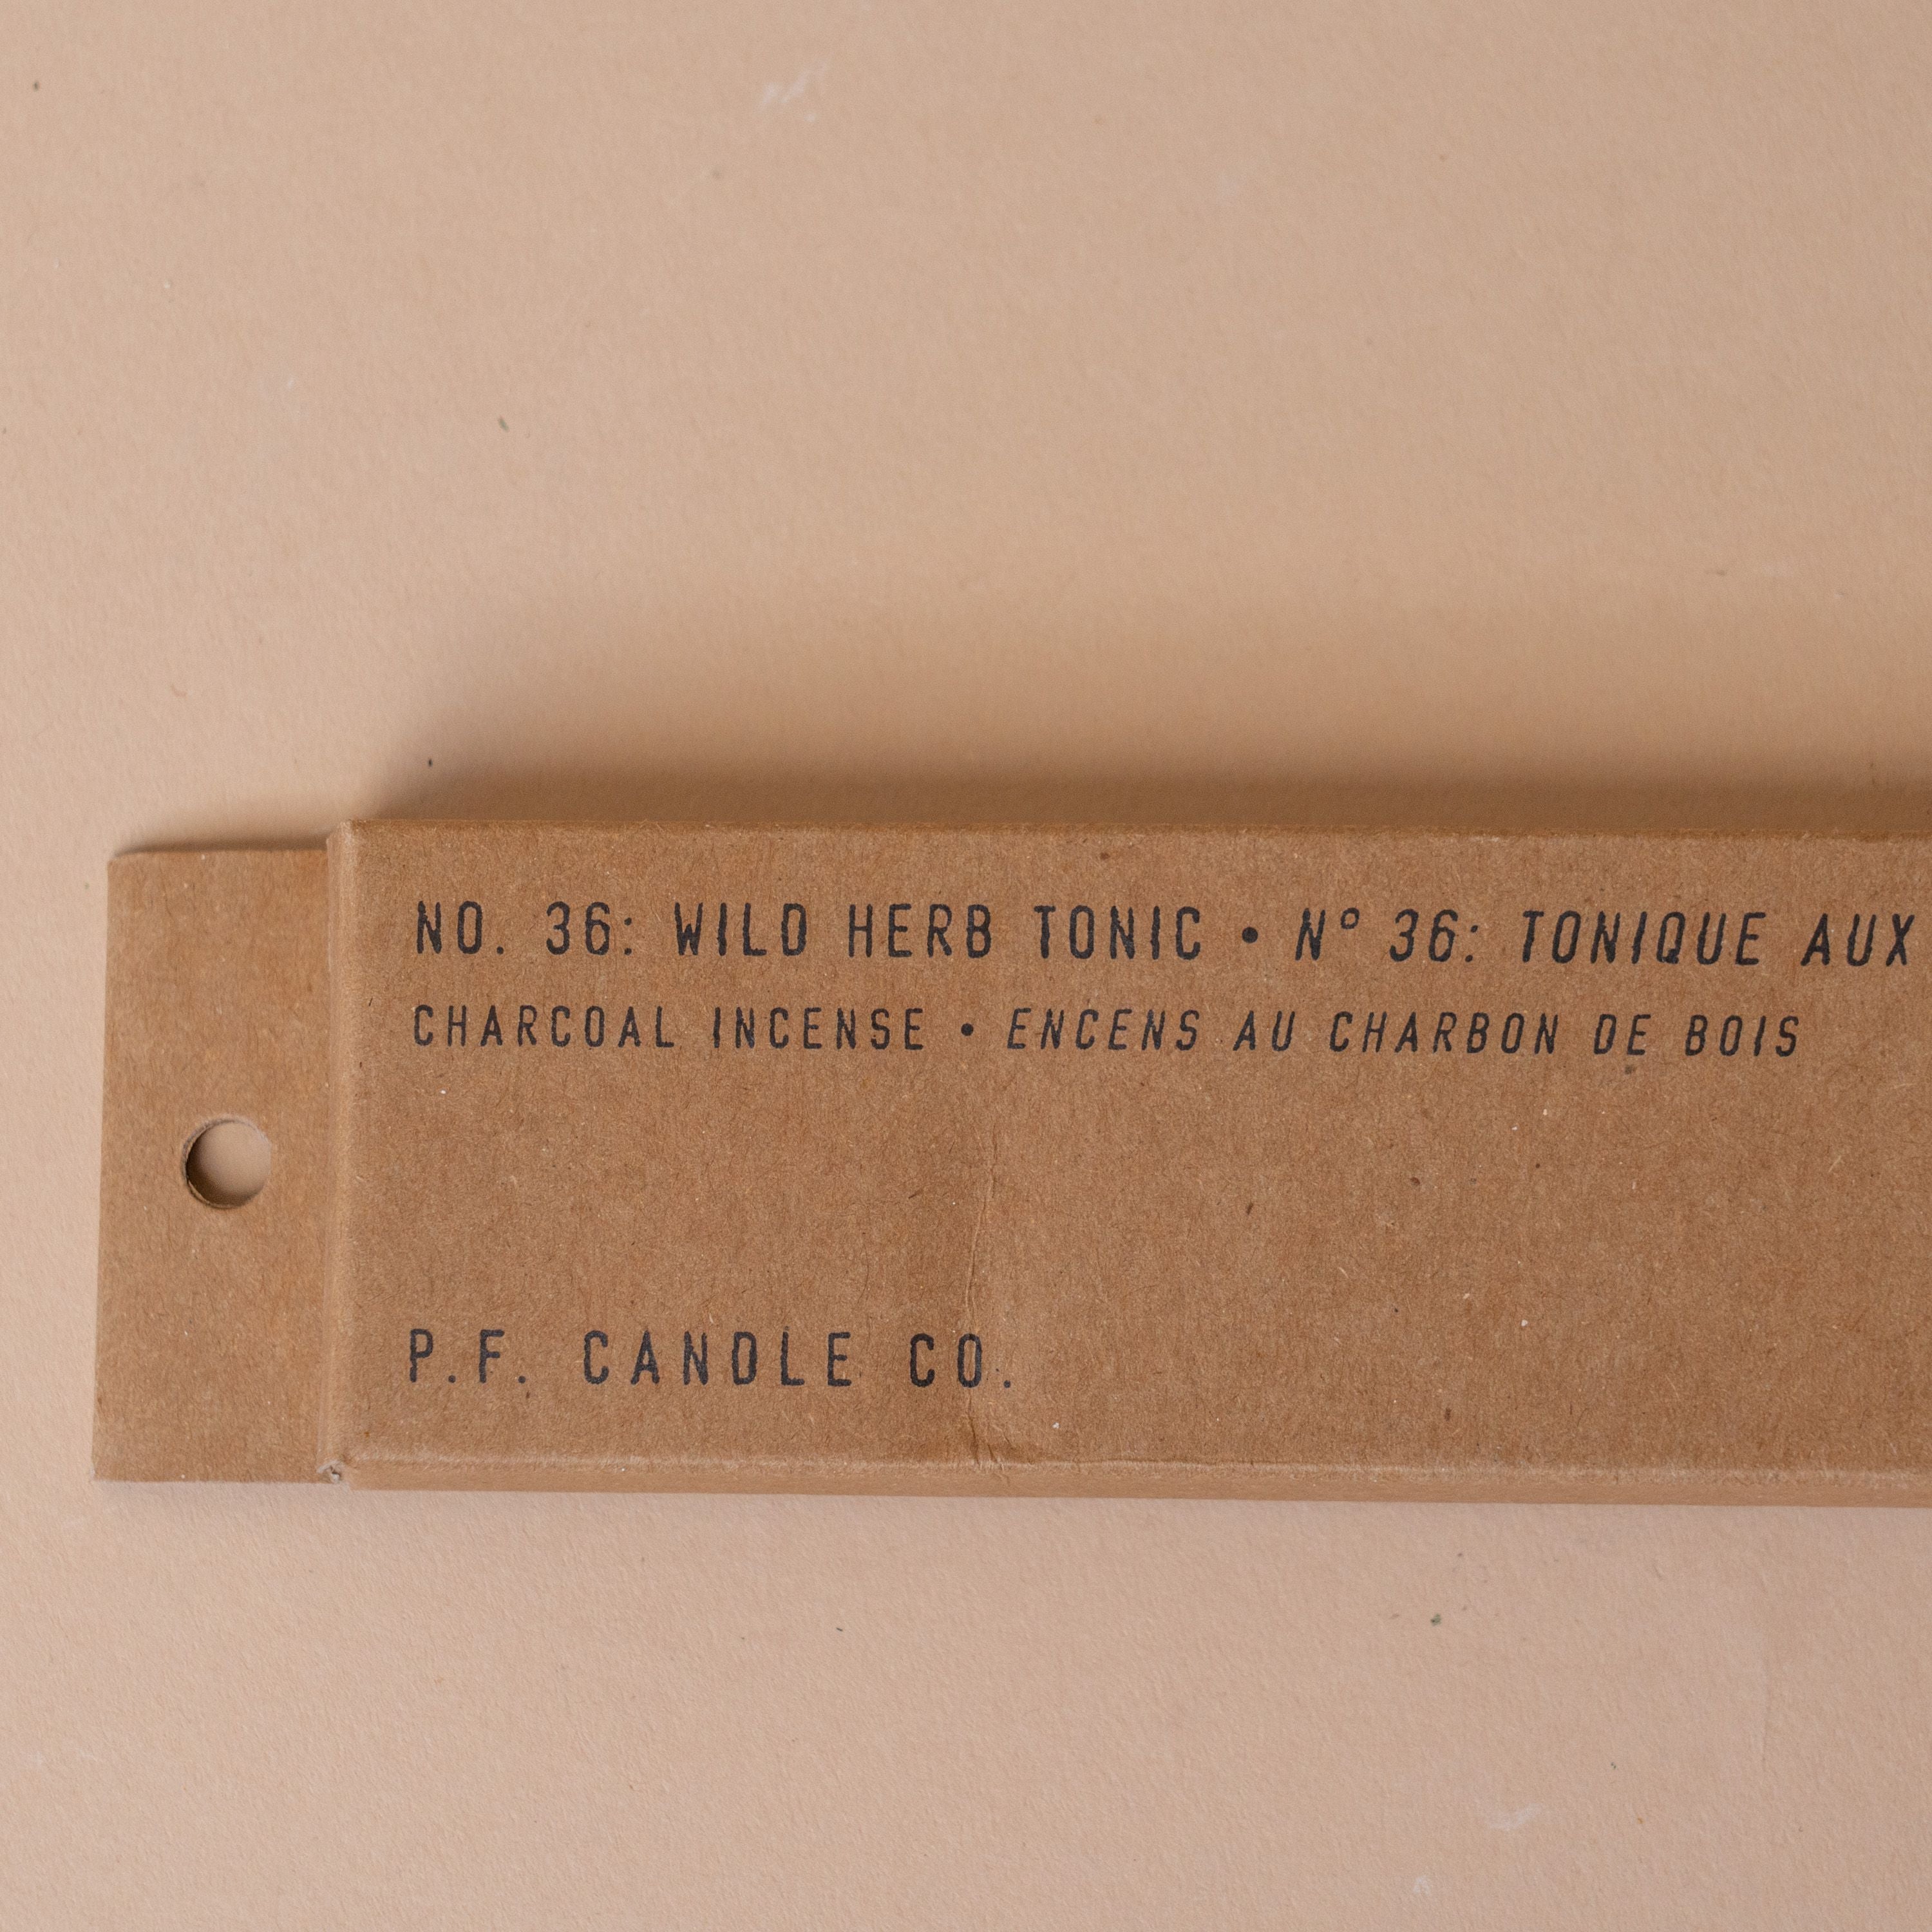 NO. 36: WILD HERB TONIC • N° 36: TONIQUE AUX
CHARCOAL INCENSE • ENCENS AU CHARBON DE BOIS
P.F. CANDLE CO.